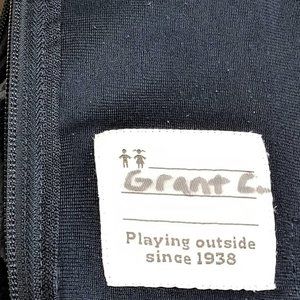 Grant C
Playing outside
since 1938